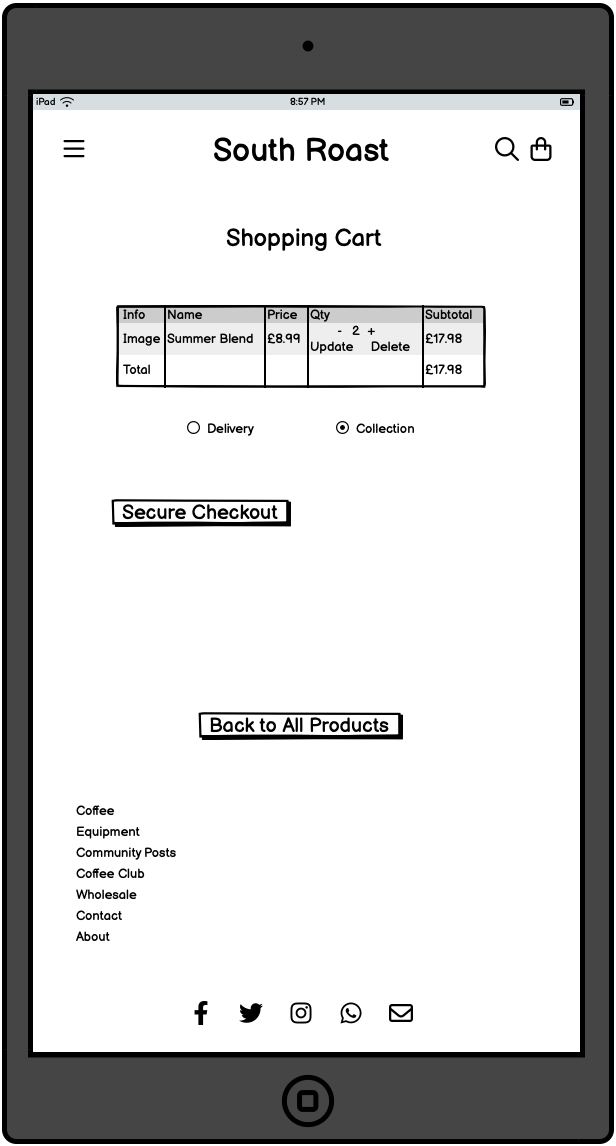 iPad 8:57 PM
South Roast
Shopping Cart
Info Name Price Qty Subtotal
Image Summer Blend £8.99 - 2 + £17.98
Update Delete
Total £17.98
Delivery Collection
Secure Checkout
Back to All Products
Coffee
Equipment
Community Posts
Coffee Club
Wholesale
Contact
About